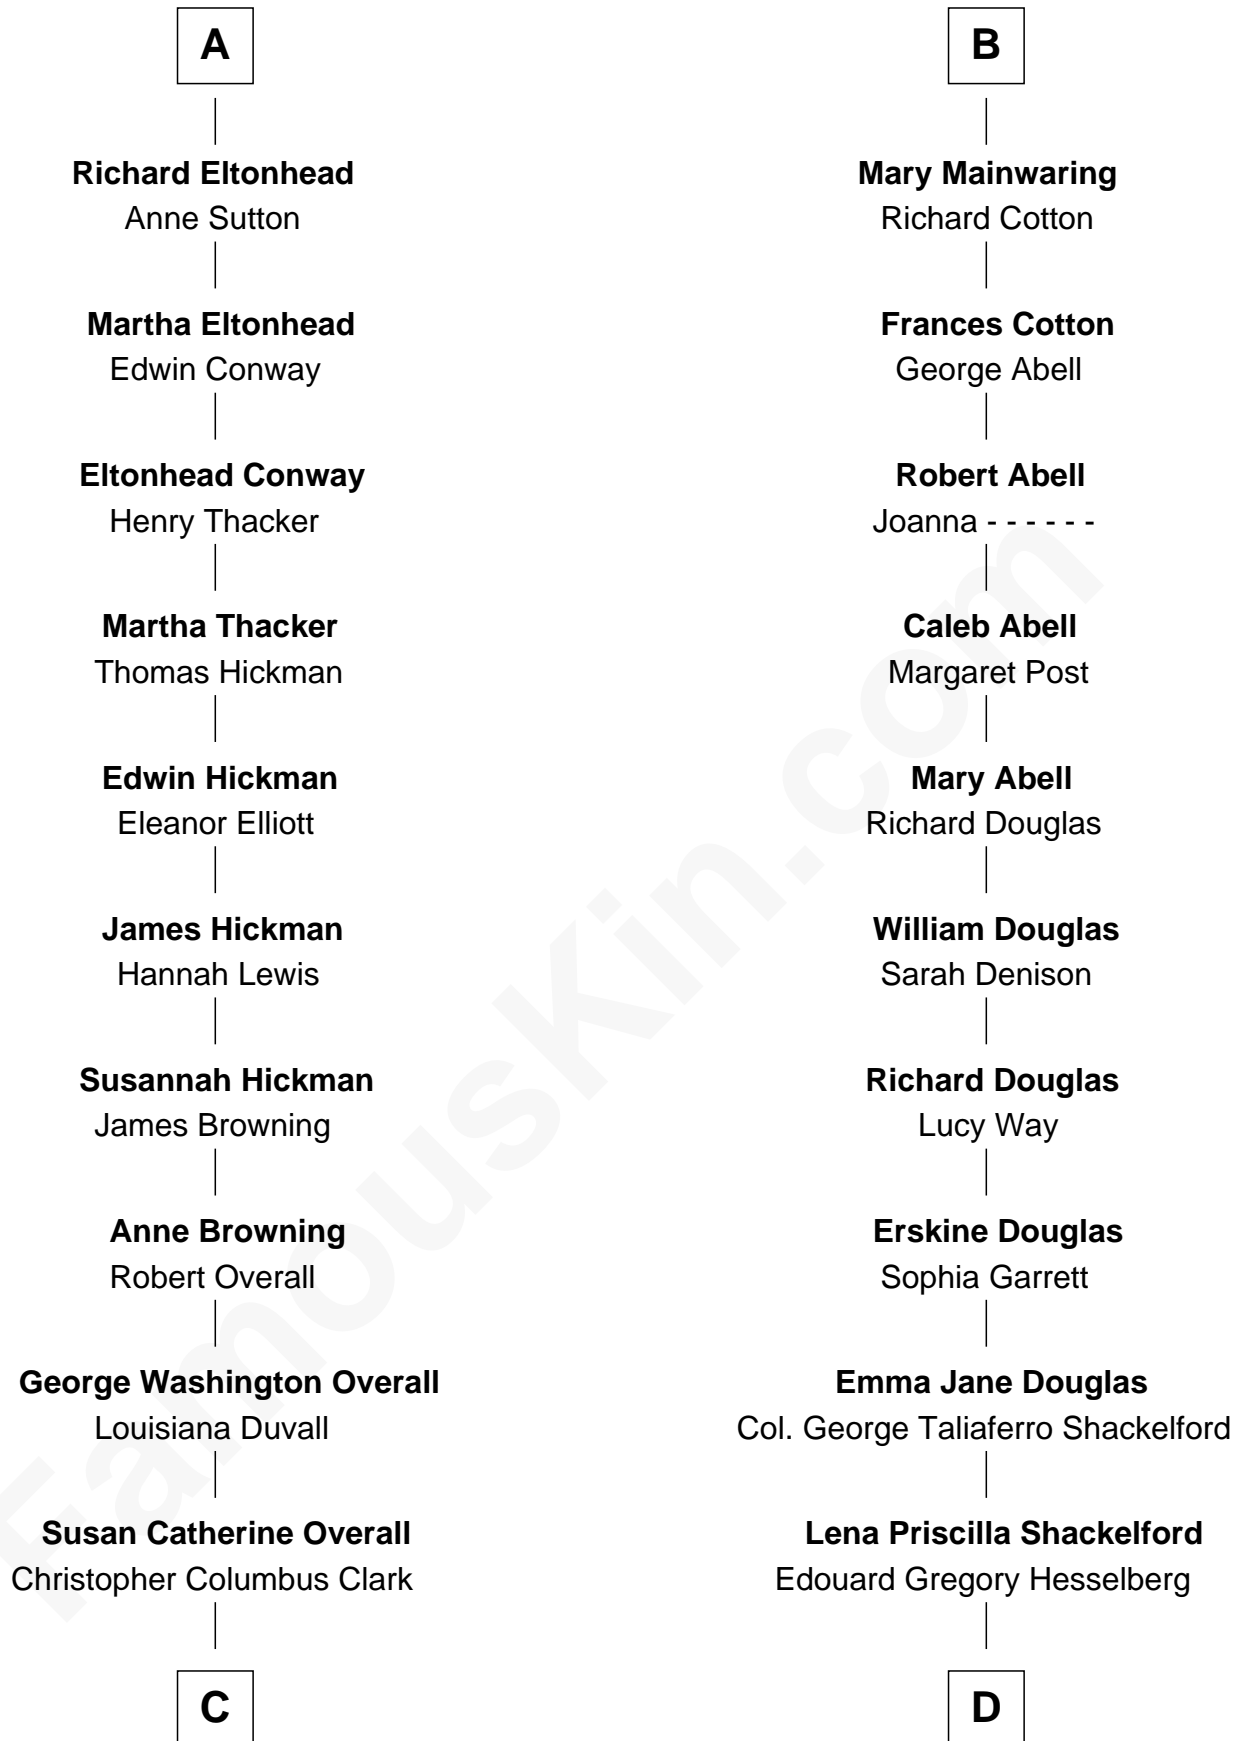 A
Richard Eltonhead
Anne Sutton
Martha Eltonhead
Edwin Conway
Eltonhead Conway
Henry Thacker
Martha Thacker
Thomas Hickman
Edwin Hickman
Eleanor Elliott
James Hickman
Hannah Lewis
Susannah Hickman
James Browning
Anne Browning
Robert Overall
George Washington Overall
Louisiana Duvall
Susan Catherine Overall
Christopher Columbus Clark
C
B
Mary Mainwaring
Richard Cotton
Frances Cotton
George Abell
Robert Abell
Joanna - - - - - -
Caleb Abell
Margaret Post
Mary Abell
Richard Douglas
William Douglas
Sarah Denison
Richard Douglas
Lucy Way
Erskine Douglas
Sophia Garrett
Emma Jane Douglas
Col. George Taliaferro Shackelford
Lena Priscilla Shackelford
Edouard Gregory Hesselberg
D
FamousKin.com